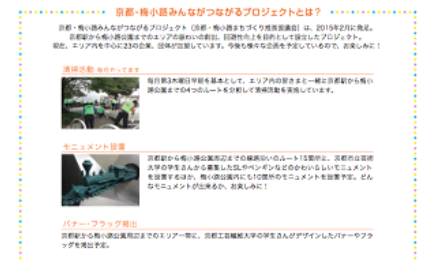 京都・梅小路みんながつながるプロジェクトとは？
京都・梅小路みんながつながるプロジェクト（京都・梅小路まちづくり推進協議会）は、2015年2月に発足。
京都駅から梅小路公園までのエリアの賑わいの創出、回遊性向上を目的として設立したプロジェクト。
現在、エリア内を中心に23の企業、団体が加盟しています。今後も様々な企画を予定しているので、お楽しみに！
清掃活動 毎月やってます
毎月第3木曜日早朝を基本として、エリア内の皆さまと一緒に京都駅から梅小
路公園までの4つのルートを分担して清掃活動を実施しています。
モニュメント設置
京都駅から梅小路公園周辺までの線路沿いのルート15箇所に、京都市立芸術
大学の学生さんから募集したSLやペンギンなどのかわいらしいモニュメント
を設置するほか、梅小路公園内にも10箇所のモニュメントを設置予定。どん
なモニュメントが出来るか、お楽しみに！
バナー・フラッグ掲出
京都駅から梅小路公園周辺までのエリア一帯に、京都工芸繊維大学の学生さんがデザインしたバナーやフラ
ッグを掲出予定。